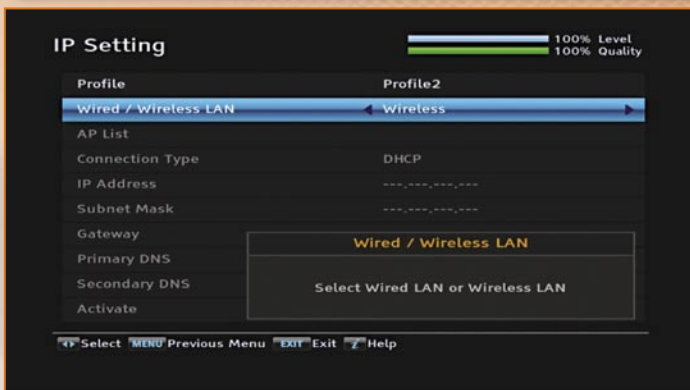 IP Setting
100% Level
100% Quality
Profile Profile2
Wired / Wireless LAN Wireless
AP List
Connection Type DHCP
IP Address ---.---.---.---
Subnet Mask ---.---.---.---
Gateway
Primary DNS
Secondary DNS
Activate
Wired / Wireless LAN
Select Wired LAN or Wireless LAN
Select MENU Previous Menu EXIT Exit i Help